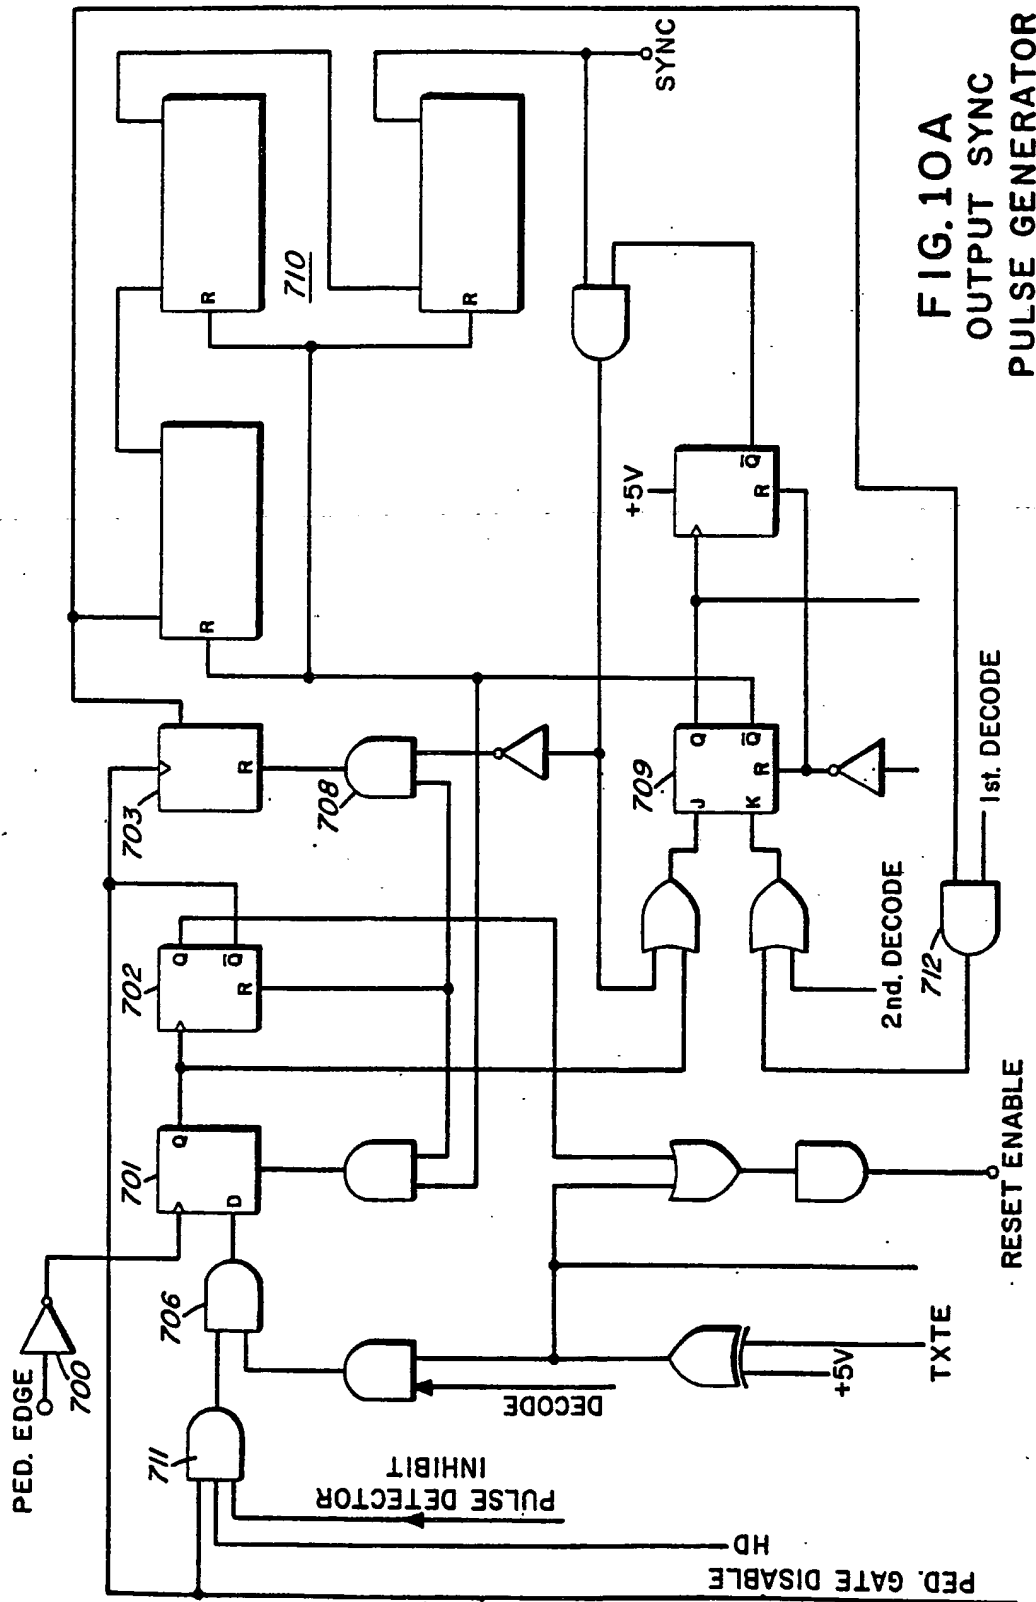 PED. EDGE
700
711
706
701
Q
D
702
Q
Q̅
R
703
R
708
R
R
710
R
SYNC
709
J
K
Q
Q̅
R
+5V
Q̅
R
712
1st. DECODE
2nd. DECODE
RESET ENABLE
DECODE
+5V
TXTE
PULSE DETECTOR
INHIBIT
HD
PED. GATE DISABLE
FIG. 10A
OUTPUT SYNC
PULSE GENERATOR